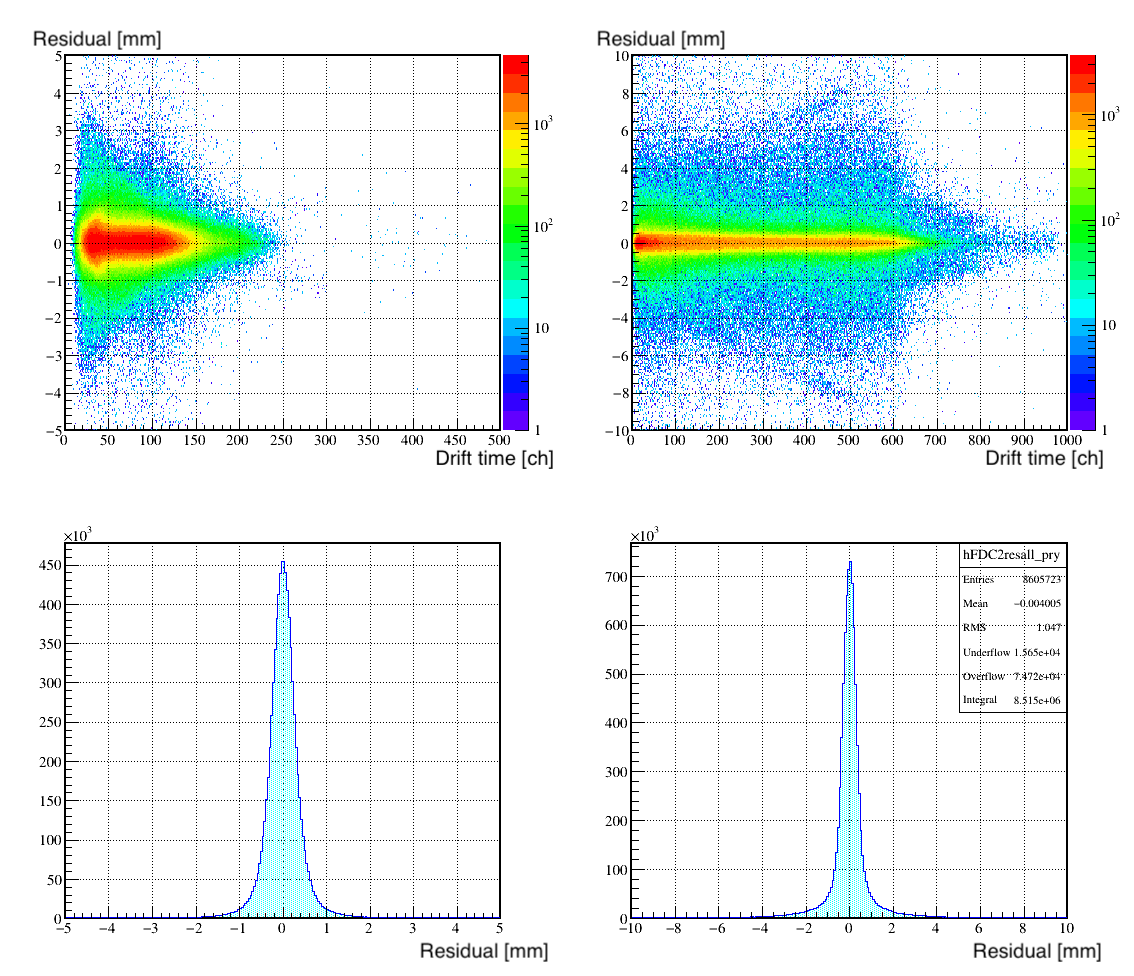 Residual [mm]
5
4
3
2
1
0
−1
−2
−3
−4
−5
0 50 100 150 200 250 300 350 400 450 500
Drift time [ch]
10³
10²
10
1
Residual [mm]
10
8
6
4
2
0
−2
−4
−6
−8
−10
0 100 200 300 400 500 600 700 800 900 1000
Drift time [ch]
10³
10²
10
1
×10³
450
400
350
300
250
200
150
100
50
0
−5 −4 −3 −2 −1 0 1 2 3 4 5
Residual [mm]
×10³
700
600
500
400
300
200
100
0
−10 −8 −6 −4 −2 0 2 4 6 8 10
Residual [mm]
hFDC2resall_pry
Entries 8605723
Mean −0.004005
RMS 1.047
Underflow 1.565e+04
Overflow 7.472e+04
Integral 8.515e+06